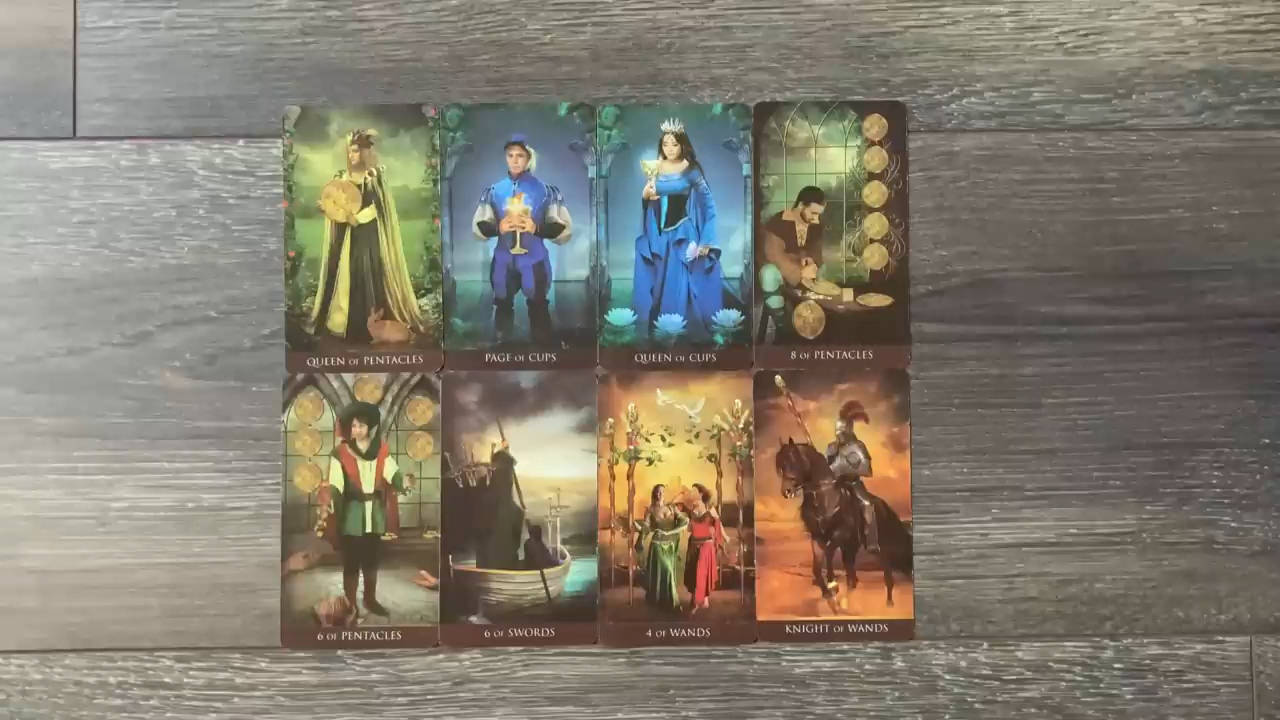 QUEEN OF PENTACLES
PAGE OF CUPS
QUEEN OF CUPS
8 OF PENTACLES
6 OF PENTACLES
6 OF SWORDS
4 OF WANDS
KNIGHT OF WANDS